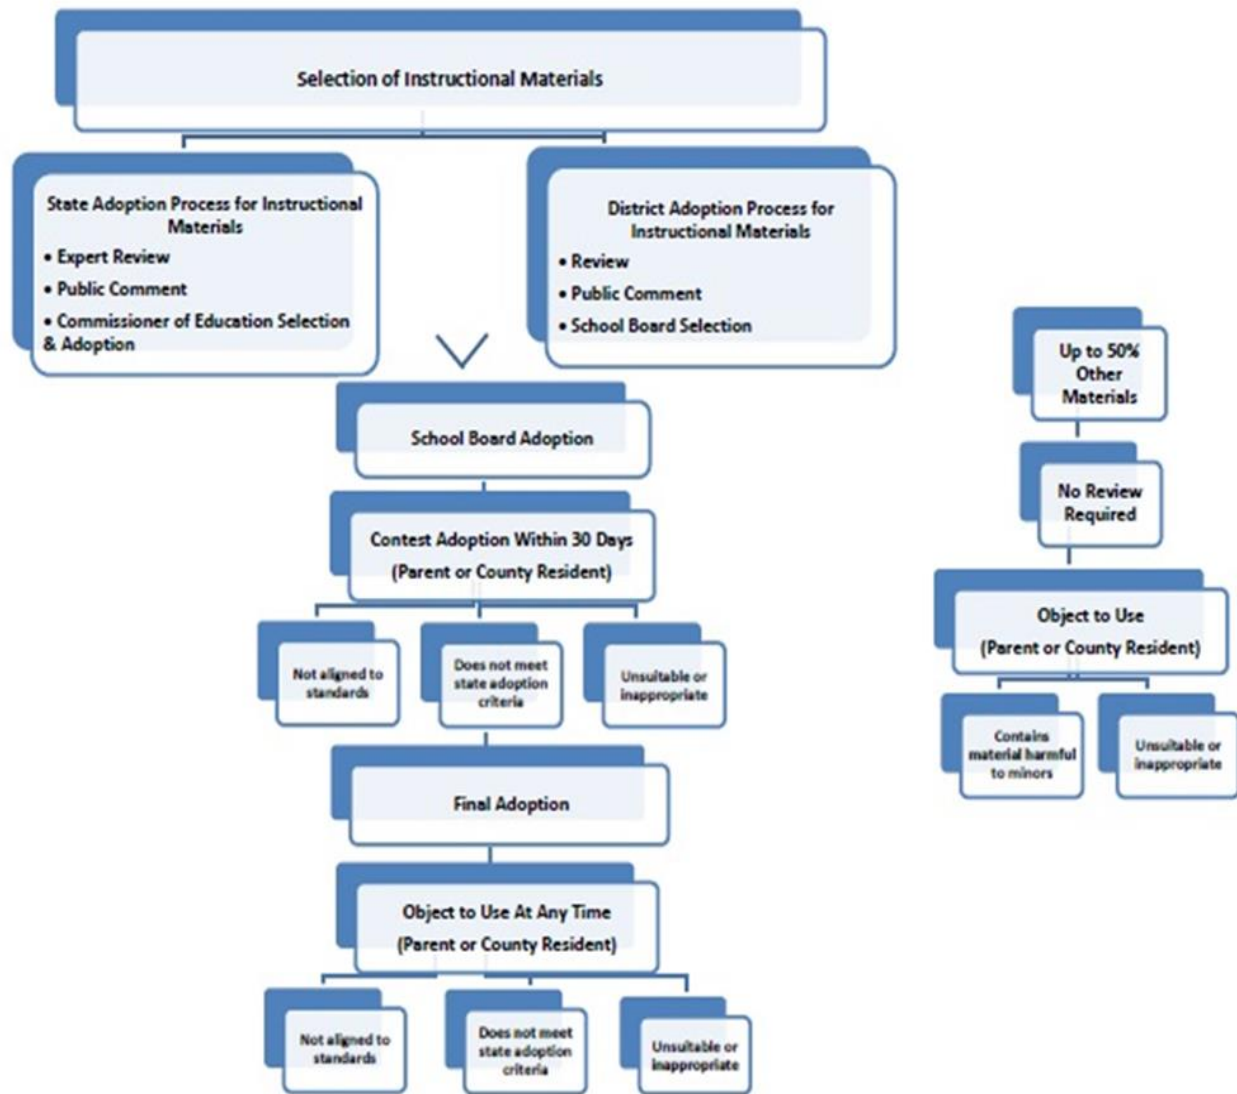 Selection of Instructional Materials
State Adoption Process for Instructional
Materials
• Expert Review
• Public Comment
• Commissioner of Education Selection
& Adoption
District Adoption Process for
Instructional Materials
• Review
• Public Comment
• School Board Selection
School Board Adoption
Contest Adoption Within 30 Days
(Parent or County Resident)
Not aligned to
standards
Does not meet
state adoption
criteria
Unsuitable or
inappropriate
Final Adoption
Object to Use At Any Time
(Parent or County Resident)
Not aligned to
standards
Does not meet
state adoption
criteria
Unsuitable or
inappropriate
Up to 50%
Other
Materials
No Review
Required
Object to Use
(Parent or County Resident)
Contains
material harmful
to minors
Unsuitable or
inappropriate